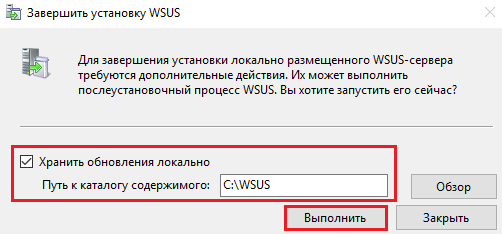 Завершить установку WSUS
Для завершения установки локально размещенного WSUS-сервера
требуются дополнительные действия. Их может выполнить
послеустановочный процесс WSUS. Вы хотите запустить его сейчас?
Хранить обновления локально
Путь к каталогу содержимого: C:\WSUS Обзор
Выполнить Закрыть